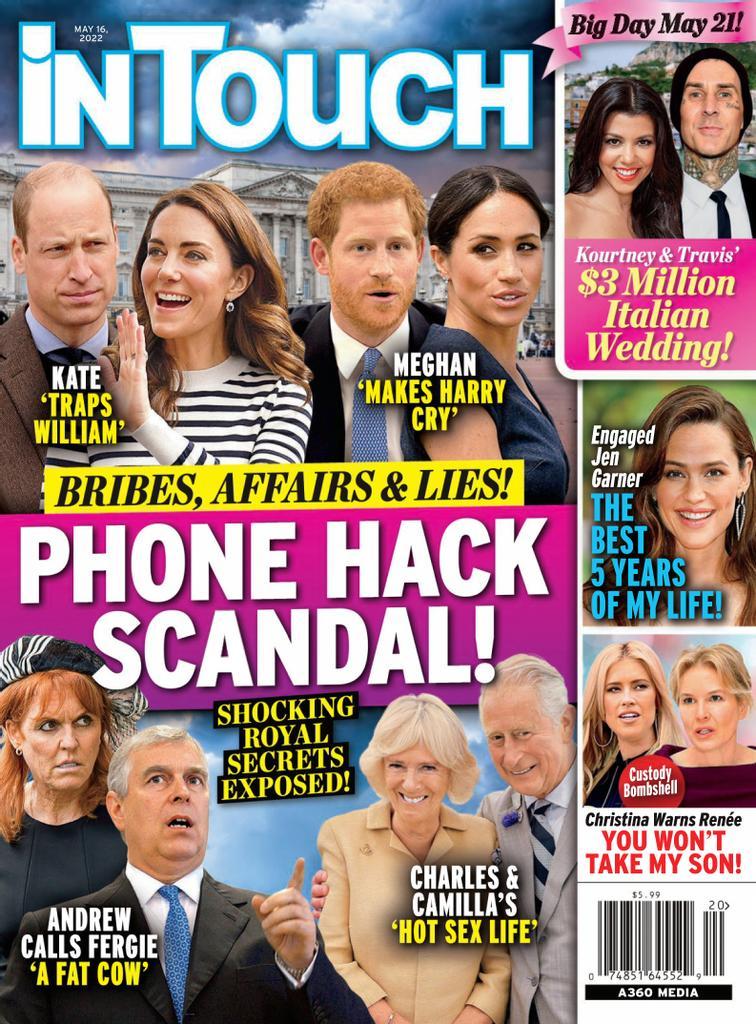 MAY 16,
2022
INTOUCH
Big Day May 21!
Kourtney & Travis'
$3 Million
Italian
Wedding!
KATE
'TRAPS
WILLIAM'
MEGHAN
'MAKES HARRY
CRY'
BRIBES, AFFAIRS & LIES!
PHONE HACK
SCANDAL!
SHOCKING
ROYAL
SECRETS
EXPOSED!
ANDREW
CALLS FERGIE
'A FAT COW'
CHARLES &
CAMILLA'S
'HOT SEX LIFE'
Engaged
Jen
Garner
THE
BEST
5 YEARS
OF MY LIFE!
Custody
Bombshell
Christina Warns Renée
YOU WON'T
TAKE MY SON!
$5.99
20>
0 74851 64552 9
A360 MEDIA